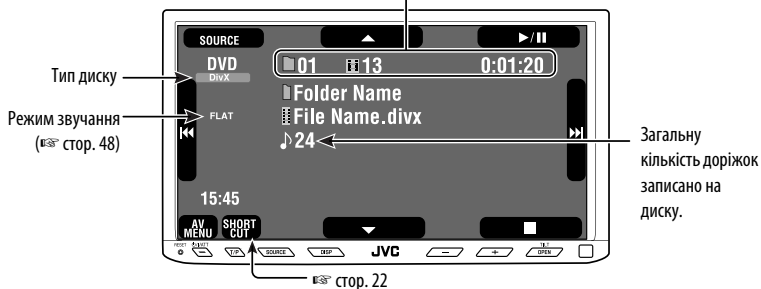 SOURCE
DVD
DivX
01 13 0:01:20
Folder Name
File Name.divx
FLAT
24
15:45
AV MENU
SHORT CUT
Тип диску
Режим звучання
(☞ стор. 48)
Загальну
кількість доріжок
записано на
диску.
RESET
T/P
SOURCE
DISP
JVC
−
+
TILT
OPEN
☞ стор. 22